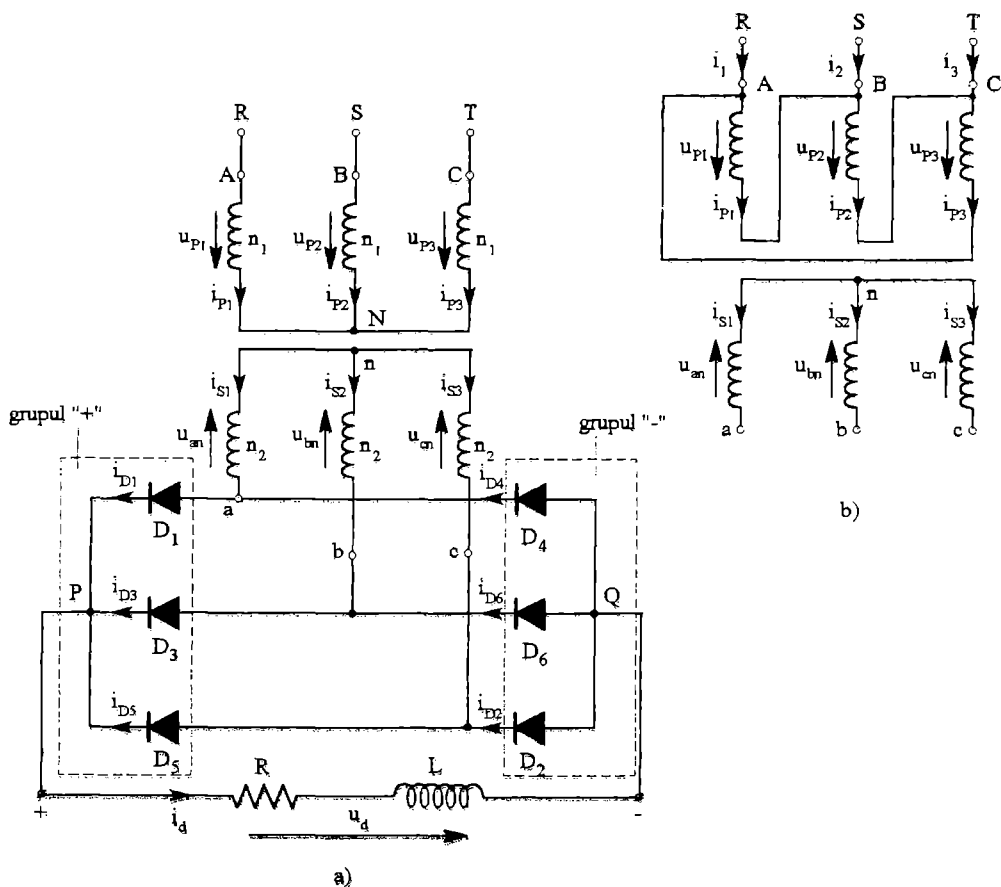 R S T
A B C
u_P1 n_1 u_P2 n_1 u_P3 n_1
i_P1 i_P2 N i_P3
n
i_S1 i_S2 i_S3
grupul "+" grupul "-"
u_an n_2 u_bn n_2 u_cn n_2
i_D1 a i_D4
D_1 D_4
b c
P i_D3 i_D6 Q
D_3 D_6
i_D5 i_D2
D_5 D_2
R L
+ i_d u_d -
a)
R S T
i_1 i_2 i_3
A B C
u_P1 u_P2 u_P3
i_P1 i_P2 i_P3
n
i_S1 i_S2 i_S3
u_an u_bn u_cn
a b c
b)